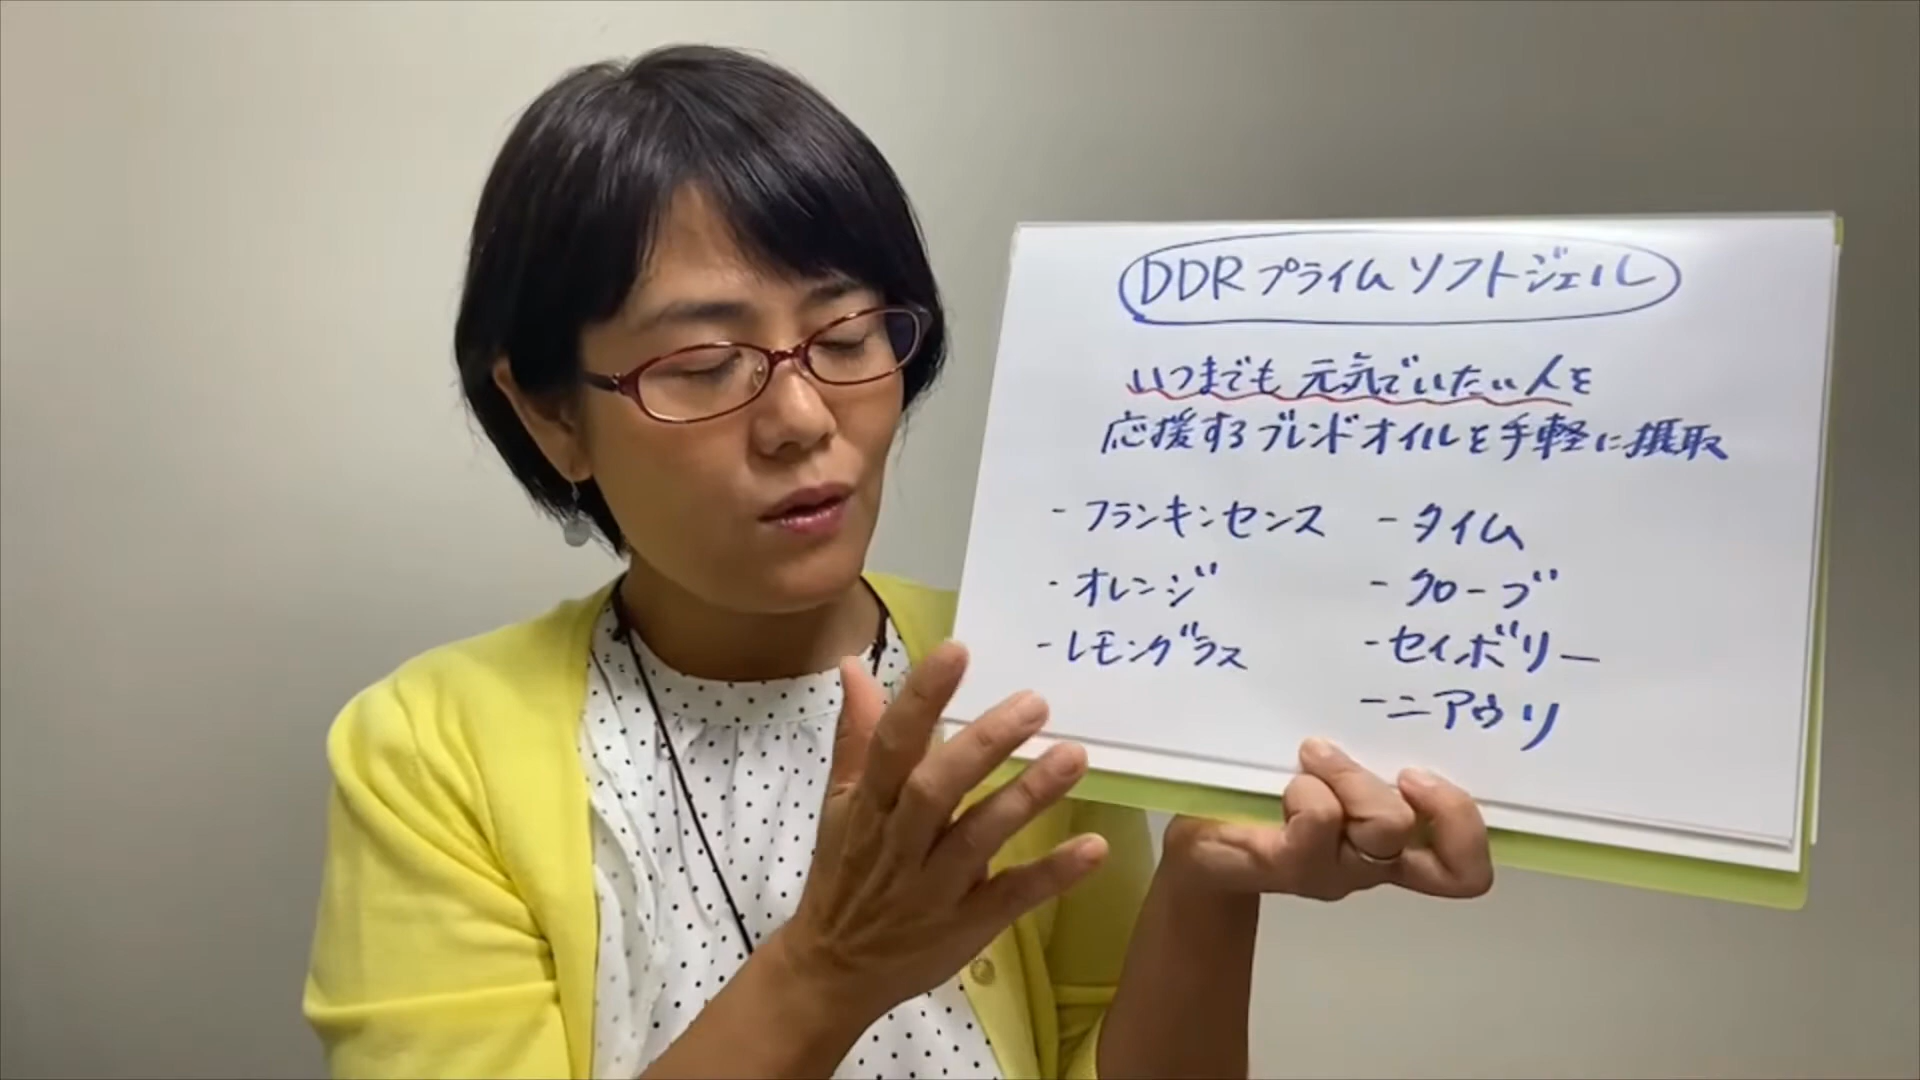 DDRプライムソフトジェル
いつまでも元気でいたい人を
応援するブレンドオイルを手軽に摂取
- フランキンセンス
- オレンジ
- レモングラス
- タイム
- クローブ
- セイボリー
- ニアウリ